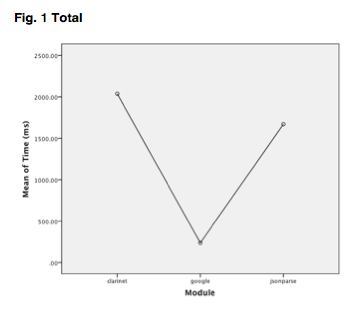 Fig. 1 Total
2500.00
2000.00
1500.00
1000.00
500.00
.00
Mean of Time (ms)
clarinet
google
jsonparse
Module